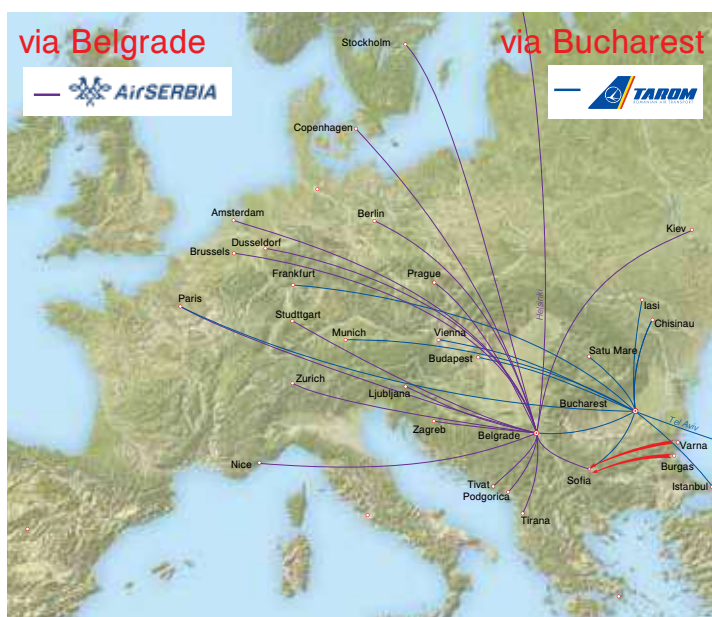 via Belgrade
via Bucharest
AirSERBIA
TAROM
ROMANIAN AIR TRANSPORT
Stockholm
Copenhagen
Amsterdam
Berlin
Kiev
Dusseldorf
Brussels
Frankfurt
Prague
Helsinki
Paris
Iasi
Studttgart
Chisinau
Munich
Vienna
Budapest
Satu Mare
Zurich
Ljubljana
Bucharest
Tel Aviv
Zagreb
Belgrade
Varna
Nice
Burgas
Sofia
Tivat
Istanbul
Podgorica
Tirana